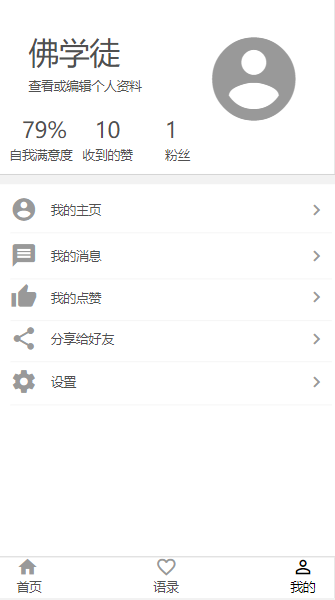 佛学徒
查看或编辑个人资料
79% 10 1
自我满意度 收到的赞 粉丝
我的主页
我的消息
我的点赞
分享给好友
设置
首页 语录 我的